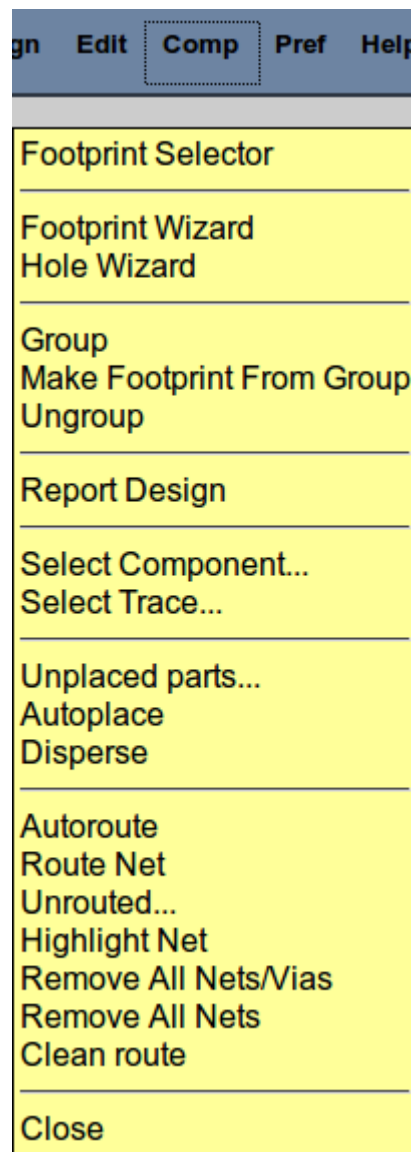 gn Edit Comp Pref Help
Footprint Selector
Footprint Wizard
Hole Wizard
Group
Make Footprint From Group
Ungroup
Report Design
Select Component...
Select Trace...
Unplaced parts...
Autoplace
Disperse
Autoroute
Route Net
Unrouted...
Highlight Net
Remove All Nets/Vias
Remove All Nets
Clean route
Close